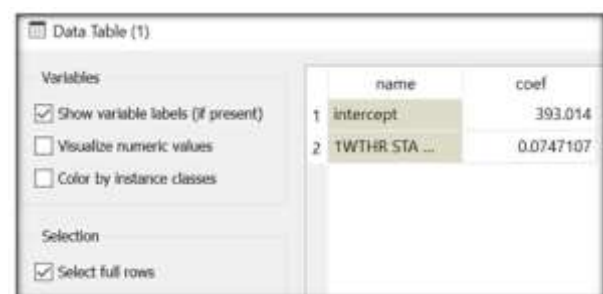 Data Table (1)
Variables
Show variable labels (if present)
Visualize numeric values
Color by instance classes
Selection
Select full rows
name coef
1 intercept 393.014
2 1WTHR STA ... 0.0747107